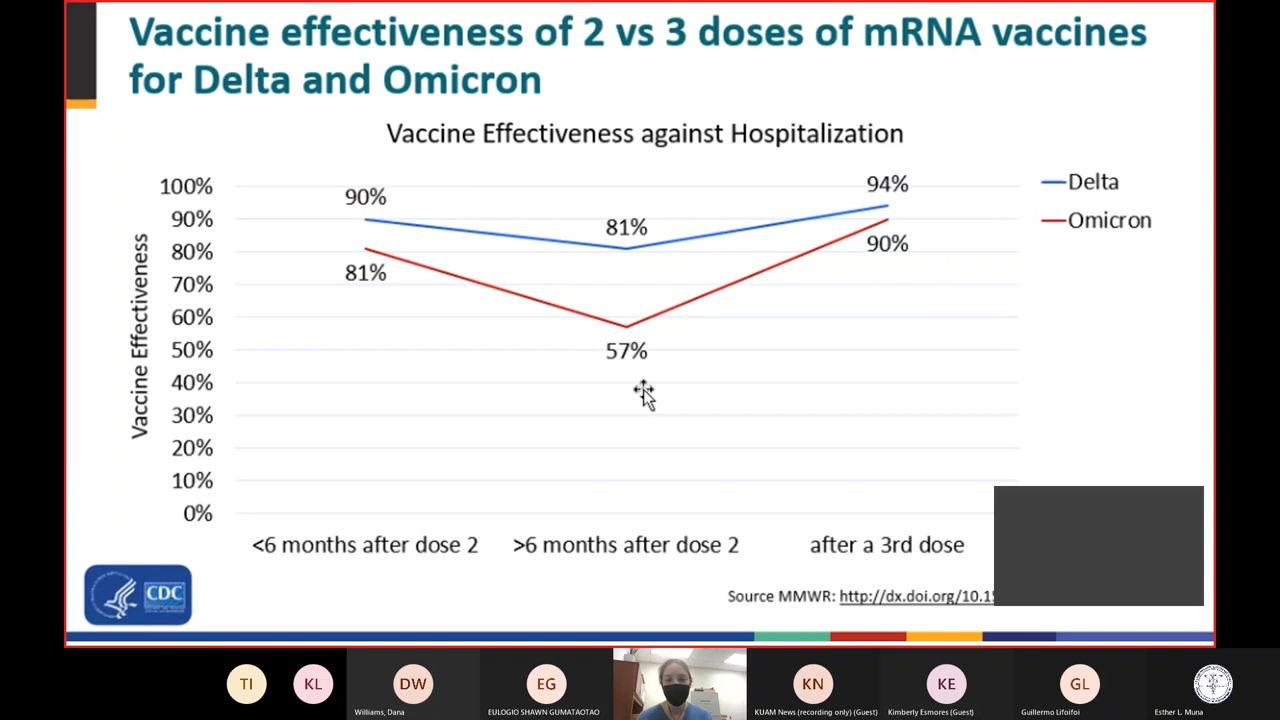 Vaccine effectiveness of 2 vs 3 doses of mRNA vaccines
for Delta and Omicron
Vaccine Effectiveness against Hospitalization
Vaccine Effectiveness
100%
90%
80%
70%
60%
50%
40%
30%
20%
10%
0%
90%
81%
94%
81%
57%
90%
Delta
Omicron
<6 months after dose 2
>6 months after dose 2
after a 3rd dose
CDC
Source MMWR: http://dx.doi.org/10.15
TI
KL
DW
EG
KN
KE
GL
Williams, Dana
EULOGIO SHAWN GUMATAOTAO
KUAM News (recording only) (Guest)
Kimberly Esmores (Guest)
Guillermo Lifoifoi
Esther L. Muna